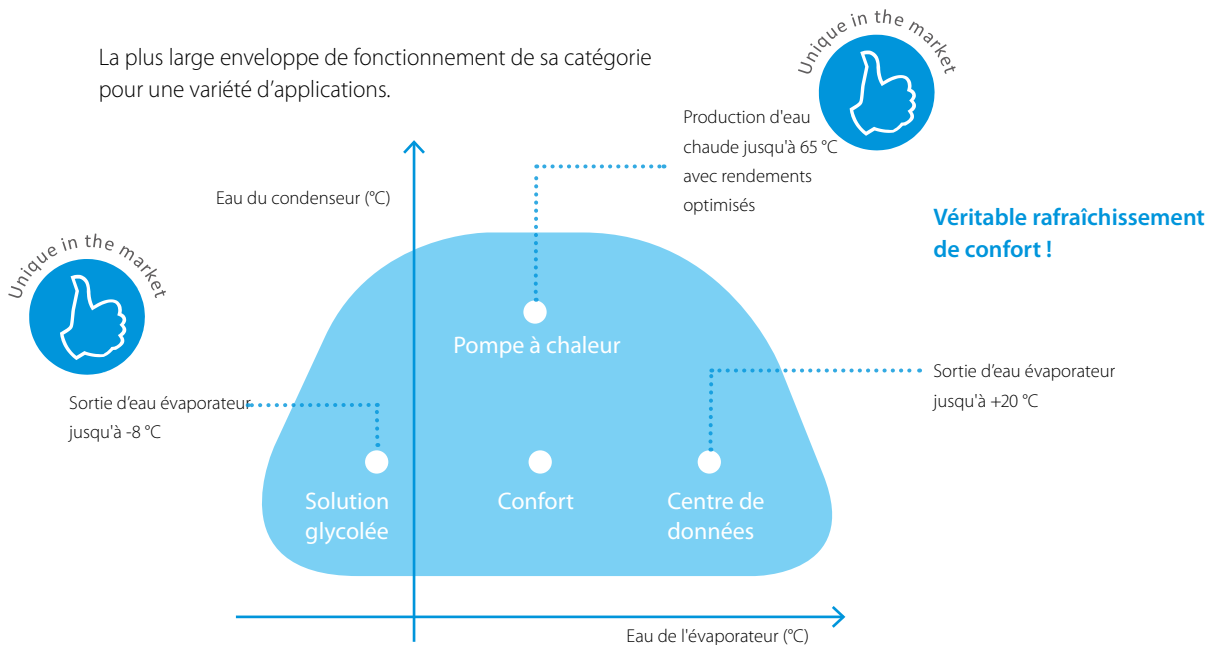 La plus large enveloppe de fonctionnement de sa catégorie
pour une variété d’applications.
Unique in the market
Production d'eau
chaude jusqu'à 65 °C
avec rendements
optimisés
Eau du condenseur (°C)
Véritable rafraîchissement
de confort !
Unique in the market
Pompe à chaleur
Sortie d’eau évaporateur
jusqu'à -8 °C
Sortie d’eau évaporateur
jusqu'à +20 °C
Solution
glycolée
Confort
Centre de
données
Eau de l'évaporateur (°C)